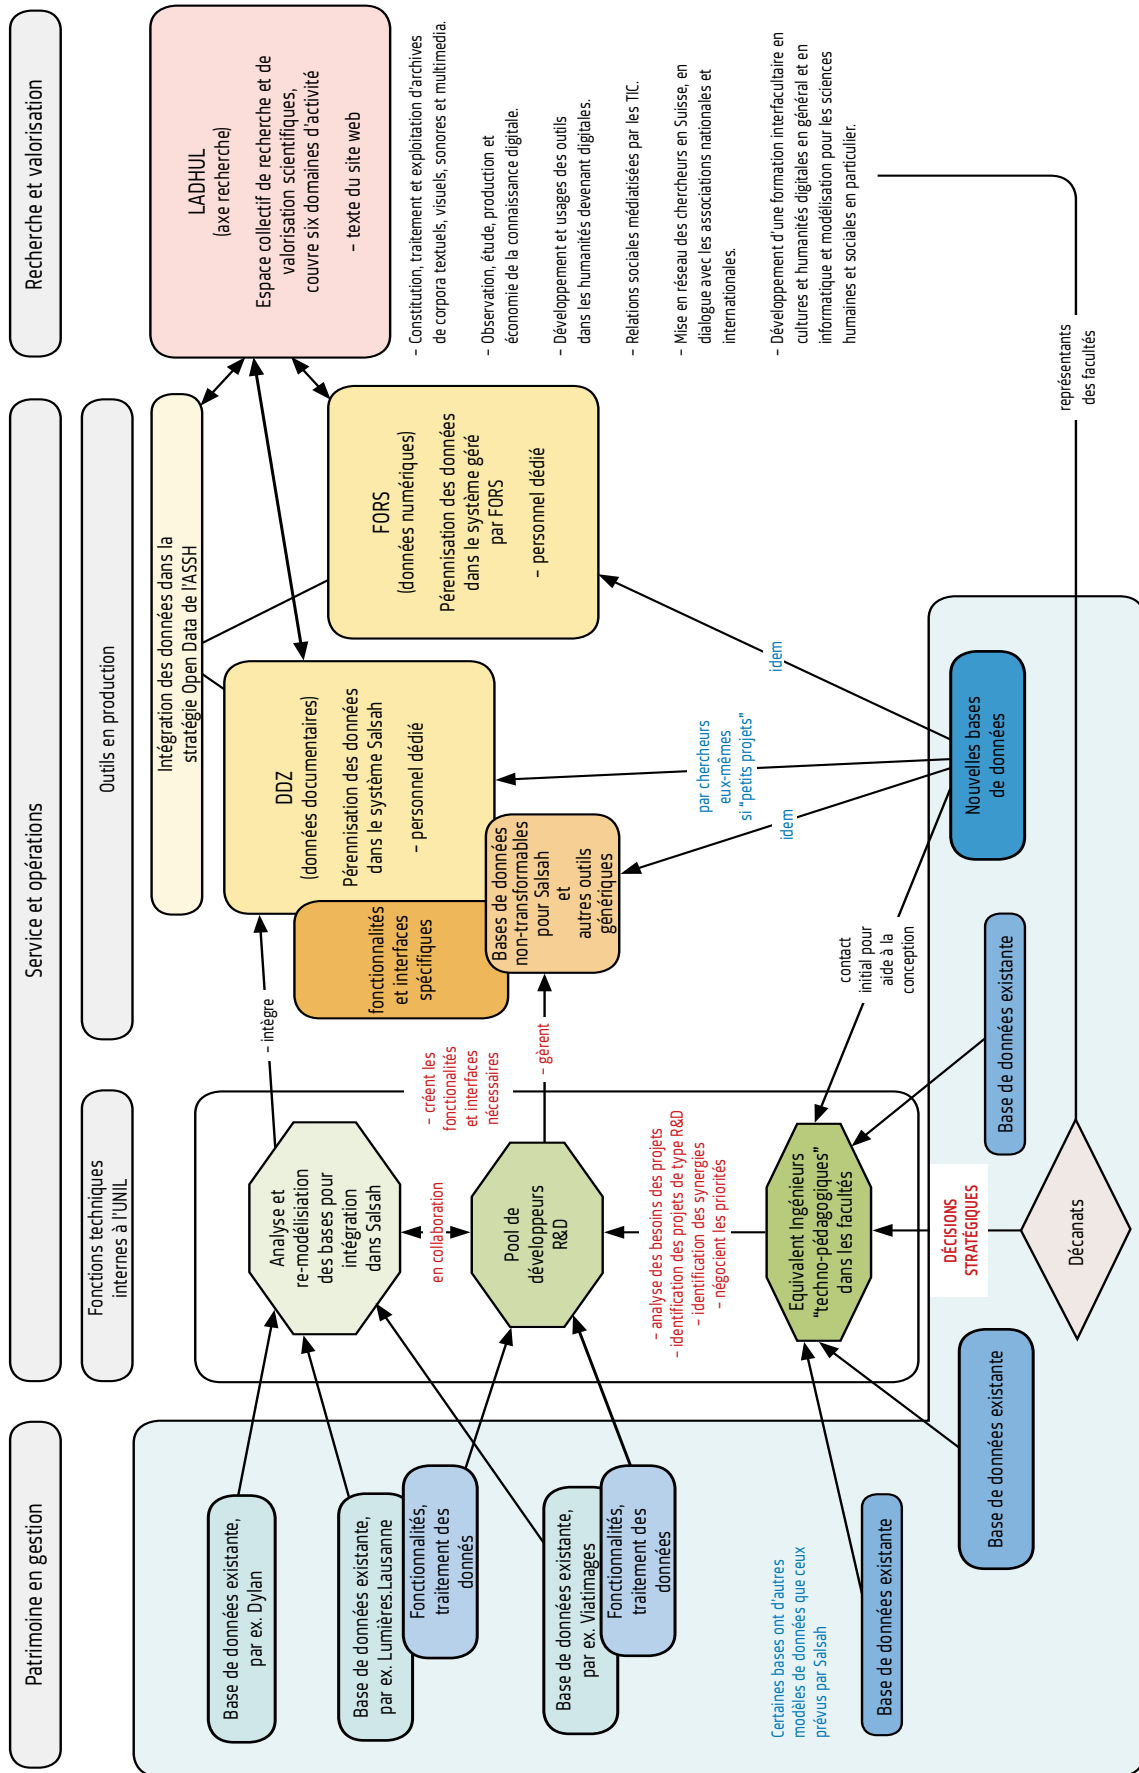 Patrimoine en gestion
Service et opérations
Recherche et valorisation
Fonctions techniques
internes à l'UNIL
Outils en production
Base de données existante,
par ex. Dylan
Base de données existante,
par ex. Lumières.Lausanne
Fonctionnalités,
traitement des
donnés
Base de données existante,
par ex. Viatimages
Fonctionnalités,
traitement des
données
Certaines bases ont d'autres
modèles de données que ceux
prévus par Salsah
Base de données existante
Base de données existante
Base de données existante
Nouvelles bases
de données
Analyse et
re-modélisation
des bases pour
intégration
dans Salsah
en collaboration
Pool de
développeurs
R&D
– analyse des besoins des projets
– identification des projets de type R&D
– identification des synergies
– négocient les priorités
Equivalent Ingénieurs
"techno-pédagogiques"
dans les facultés
DÉCISIONS
STRATÉGIQUES
Décanats
– intègre
– créent les
fonctionalités
et interfaces
nécessaires
– gèrent
contact
initial pour
aide à la
conception
Intégration des données dans la
stratégie Open Data de l'ASSH
DDZ
(données documentaires)
Pérennisation des données
dans le système Salsah
– personnel dédié
fonctionnalités
et interfaces
spécifiques
Bases de données
non-transformables
pour Salsah
et
autres outils
génériques
FORS
(données numériques)
Pérennisation des données
dans le système géré
par FORS
– personnel dédié
par chercheurs
eux-mêmes
si "petits projets"
idem
idem
LADHUL
(axe recherche)
Espace collectif de recherche et de
valorisation scientifiques,
couvre six domaines d'activité
– texte du site web
– Constitution, traitement et exploitation d'archives
de corpora textuels, visuels, sonores et multimedia.
– Observation, étude, production et
économie de la connaissance digitale.
– Développement et usages des outils
dans les humanités devenant digitales.
– Relations sociales médiatisées par les TIC.
– Mise en réseau des chercheurs en Suisse, en
dialogue avec les associations nationales et
internationales.
– Développement d'une formation interfacultaire en
cultures et humanités digitales en général et en
informatique et modélisation pour les sciences
humaines et sociales en particulier.
représentants
des facultés